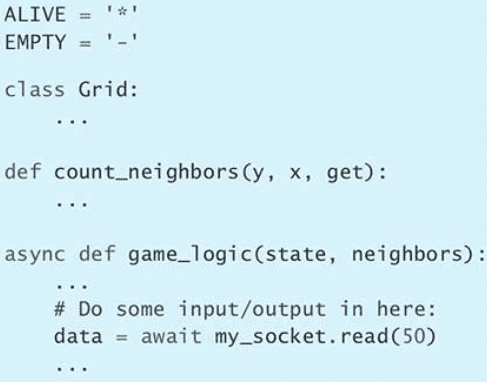 ALIVE = '*'
EMPTY = '-'
class Grid:
...
def count_neighbors(y, x, get):
...
async def game_logic(state, neighbors):
...
# Do some input/output in here:
data = await my_socket.read(50)
...